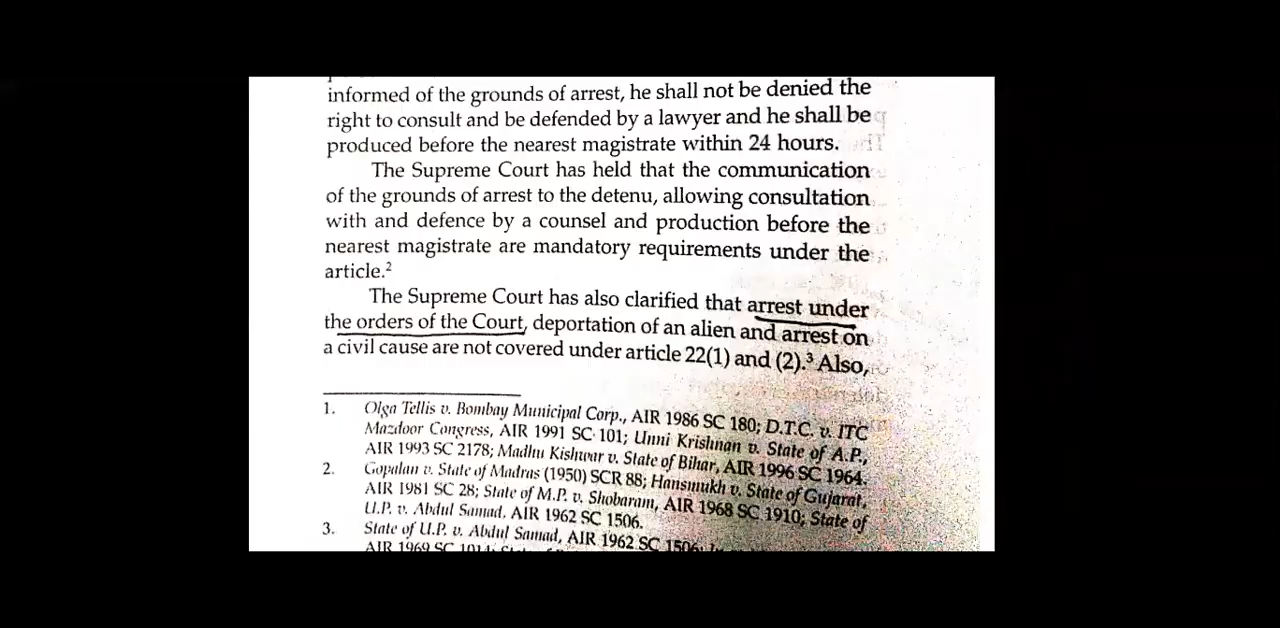 informed of the grounds of arrest, he shall not be denied the
right to consult and be defended by a lawyer and he shall be
produced before the nearest magistrate within 24 hours.
The Supreme Court has held that the communication
of the grounds of arrest to the detenu, allowing consultation
with and defence by a counsel and production before the
nearest magistrate are mandatory requirements under the
article.²
The Supreme Court has also clarified that arrest under
the orders of the Court, deportation of an alien and arrest on
a civil cause are not covered under article 22(1) and (2).³ Also,
1. Olga Tellis v. Bombay Municipal Corp., AIR 1986 SC 180; D.T.C. v. ITC
Mazdoor Congress, AIR 1991 SC 101; Unni Krishnan v. State of A.P.,
AIR 1993 SC 2178; Madhu Kishwar v. State of Bihar, AIR 1996 SC 1964.
2. Gopalan v. State of Madras (1950) SCR 88; Hansmukh v. State of Gujarat,
AIR 1981 SC 28; State of M.P. v. Shobaram, AIR 1968 SC 1910; State of
U.P. v. Abdul Samad, AIR 1962 SC 1506.
3. State of U.P. v. Abdul Samad, AIR 1962 SC 1506;
AIR 1969 SC 1014;